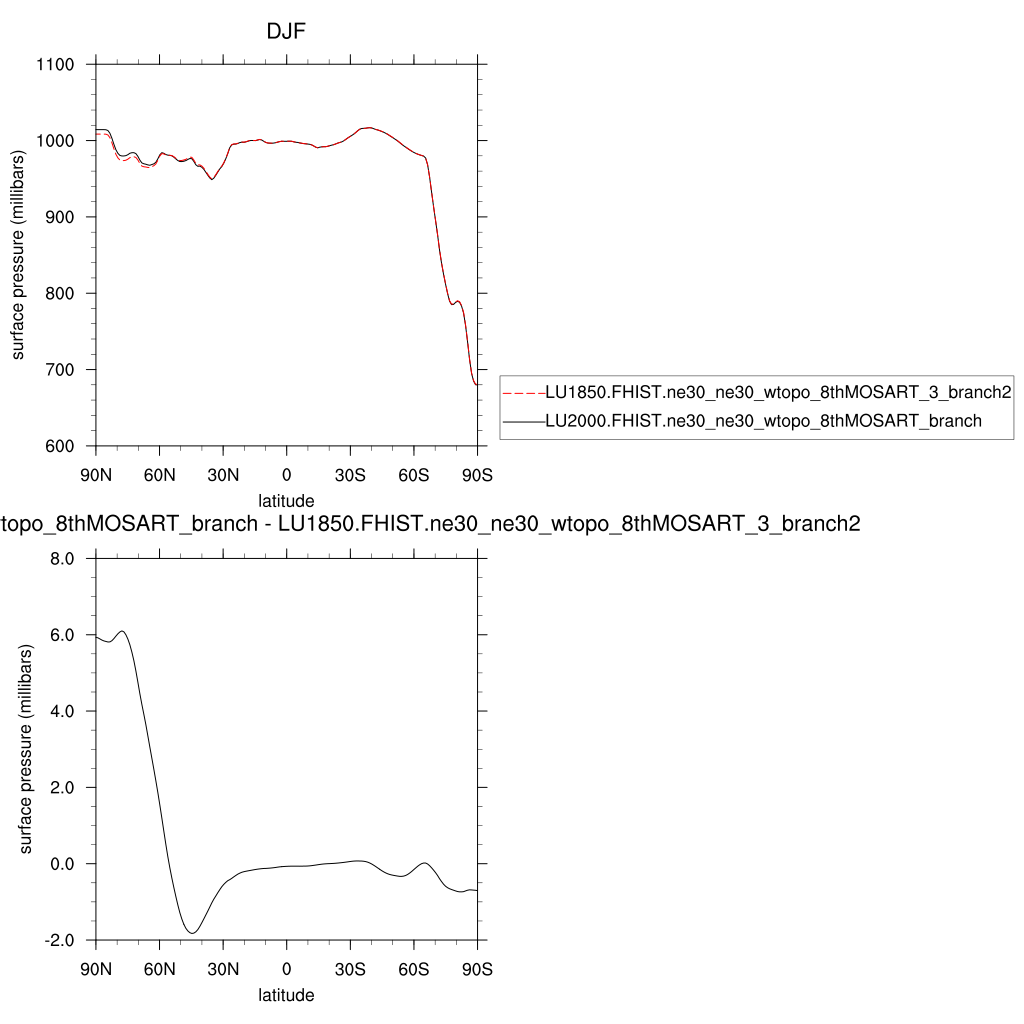 DJF
1100
1000
900
800
700
600
surface pressure (millibars)
90N 60N 30N 0 30S 60S 90S
latitude
LU1850.FHIST.ne30_ne30_wtopo_8thMOSART_3_branch2
LU2000.FHIST.ne30_ne30_wtopo_8thMOSART_branch
topo_8thMOSART_branch - LU1850.FHIST.ne30_ne30_wtopo_8thMOSART_3_branch2
8.0
6.0
4.0
2.0
0.0
-2.0
surface pressure (millibars)
90N 60N 30N 0 30S 60S 90S
latitude